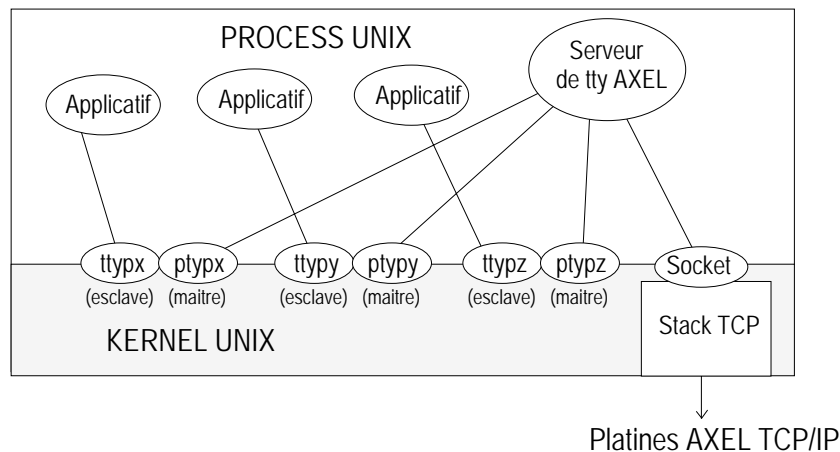 PROCESS UNIX
Serveur
de tty AXEL
Applicatif
Applicatif
Applicatif
ttypx
ptypx
ttypy
ptypy
ttypz
ptypz
Socket
(esclave)
(maitre)
(esclave)
(maitre)
(esclave)
(maitre)
Stack TCP
KERNEL UNIX
Platines AXEL TCP/IP